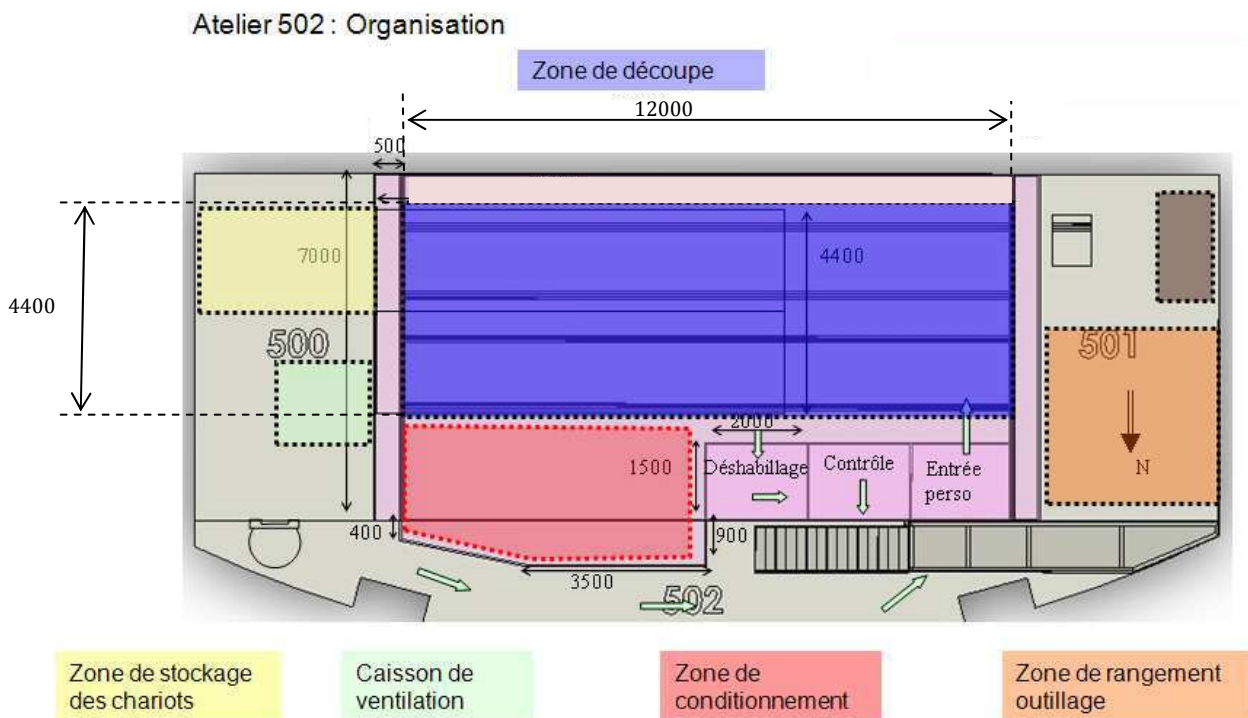 Atelier 502 : Organisation
Zone de découpe
12000
500
7000
4400
4400
500
501
2000
1500
Déshabillage
Contrôle
Entrée
perso
N
400
900
3500
502
Zone de stockage
des chariots
Caisson de
ventilation
Zone de
conditionnement
Zone de rangement
outillage